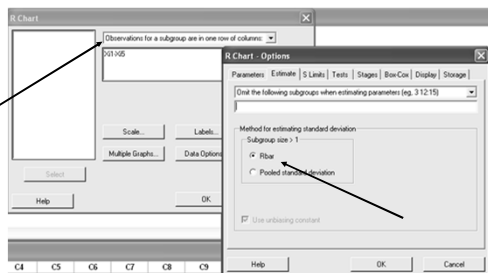 R Chart
Observations for a subgroup are in one row of columns:
Xi1-Xi5
Scale...
Labels...
Multiple Graphs...
Data Option
Select
Help
OK
R Chart - Options
Parameters Estimate S Limits Tests Stages Box-Cox Display Storage
Omit the following subgroups when estimating parameters (eg, 3 12:15)
Method for estimating standard deviation
Subgroup size > 1
Rbar
Pooled standard deviation
Use unbiasing constant
Help
OK
Cancel
C4 C5 C6 C7 C8 C9